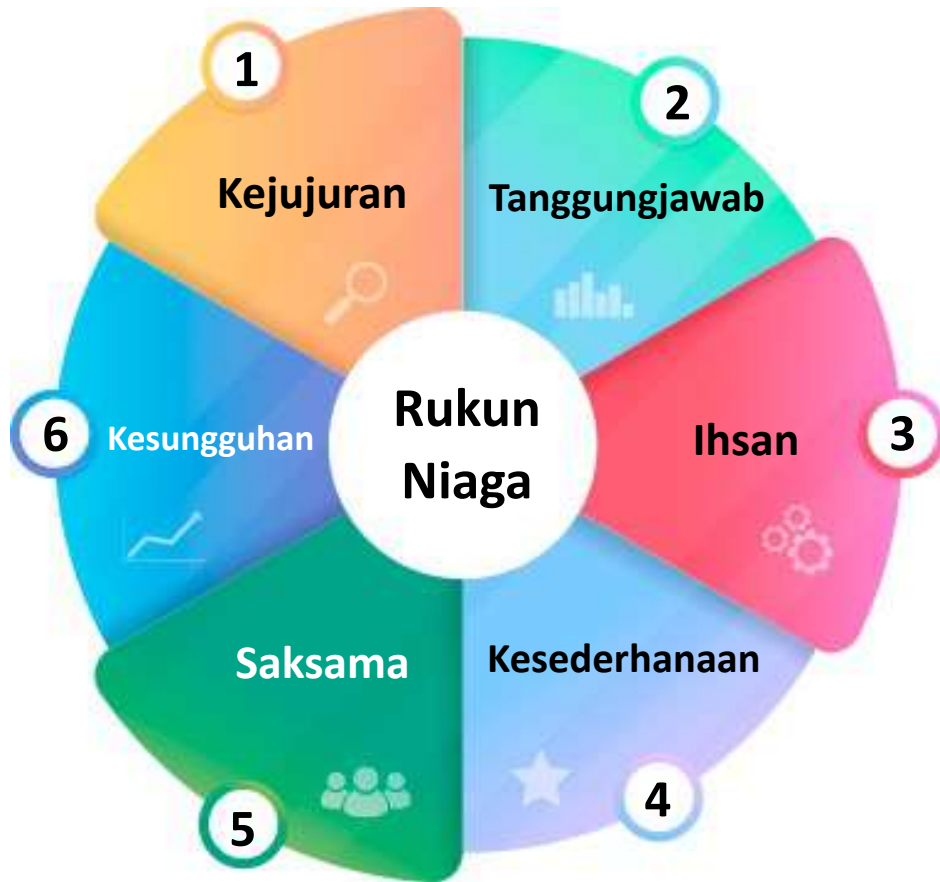 1
Kejujuran
2
Tanggungjawab
3
Ihsan
4
Kesederhanaan
5
Saksama
6
Kesungguhan
Rukun
Niaga